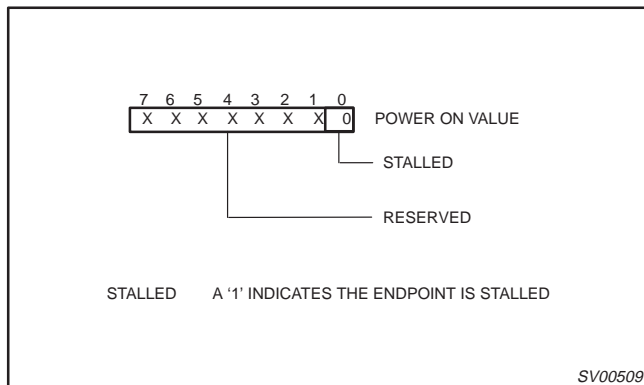 7 6 5 4 3 2 1 0
X X X X X X X 0 POWER ON VALUE
STALLED
RESERVED
STALLED A ‘1’ INDICATES THE ENDPOINT IS STALLED
SV00509